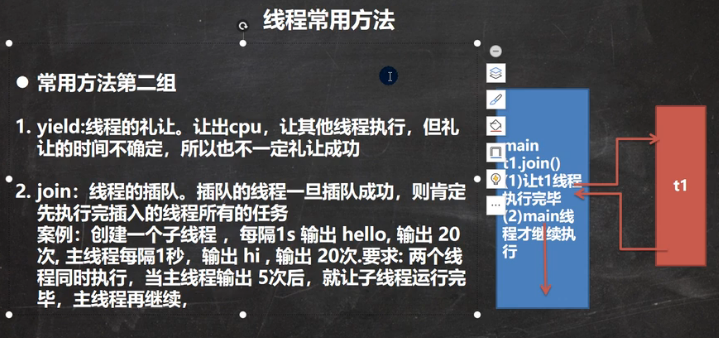 线程常用方法
● 常用方法第二组
1. yield:线程的礼让。让出cpu，让其他线程执行，但礼
让的时间不确定，所以也不一定礼让成功
2. join：线程的插队。插队的线程一旦插队成功，则肯定
先执行完插入的线程所有的任务
案例：创建一个子线程 ，每隔1s 输出 hello, 输出 20
次, 主线程每隔1秒，输出 hi , 输出 20次.要求: 两个线
程同时执行，当主线程输出 5次后，就让子线程运行完
毕，主线程再继续，
main
t1.join()
(1)让t1线程
执行完毕
(2)main线
程才继续执
行
t1